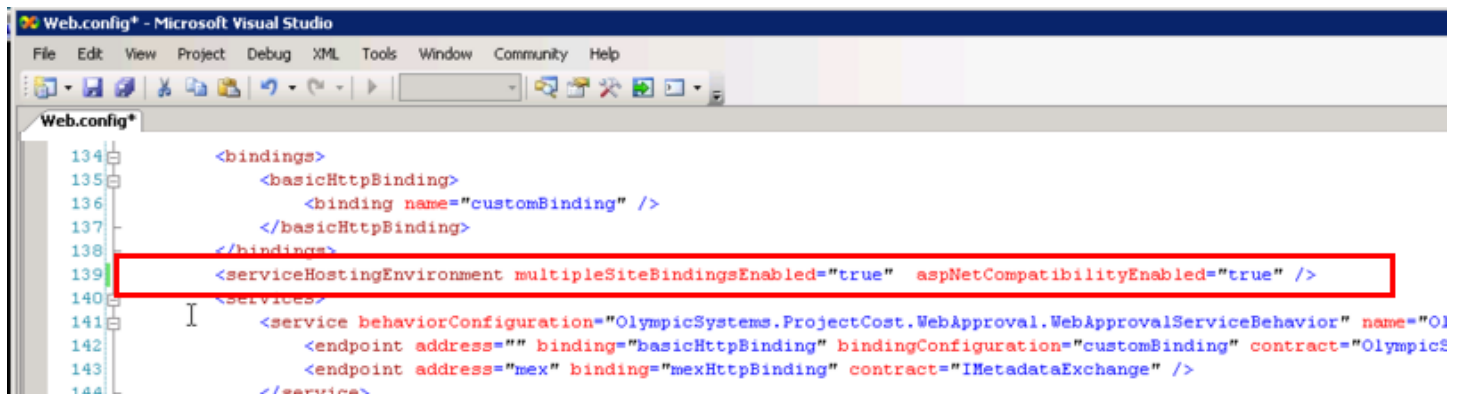 Web.config* - Microsoft Visual Studio
File Edit View Project Debug XML Tools Window Community Help
Web.config*
134 <bindings>
135 <basicHttpBinding>
136 <binding name="customBinding" />
137 </basicHttpBinding>
138 </bindings>
139 <serviceHostingEnvironment multipleSiteBindingsEnabled="true" aspNetCompatibilityEnabled="true" />
140 <services>
141 <service behaviorConfiguration="OlympicSystems.ProjectCost.WebApproval.WebApprovalServiceBehavior" name="Ol
142 <endpoint address="" binding="basicHttpBinding" bindingConfiguration="customBinding" contract="OlympicS
143 <endpoint address="mex" binding="mexHttpBinding" contract="IMetadataExchange" />
144 </service>